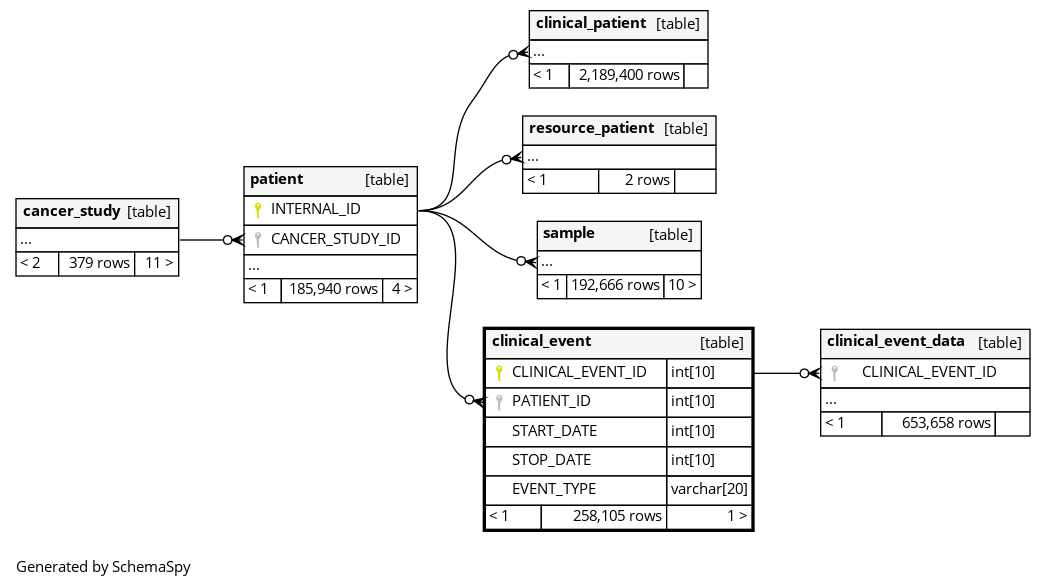 clinical_patient [table]
...
< 1 2,189,400 rows
resource_patient [table]
...
< 1 2 rows
patient [table]
INTERNAL_ID
CANCER_STUDY_ID
...
< 1 185,940 rows 4 >
cancer_study [table]
...
< 2 379 rows 11 >
sample [table]
...
< 1 192,666 rows 10 >
clinical_event [table]
CLINICAL_EVENT_ID int[10]
PATIENT_ID int[10]
START_DATE int[10]
STOP_DATE int[10]
EVENT_TYPE varchar[20]
< 1 258,105 rows 1 >
clinical_event_data [table]
CLINICAL_EVENT_ID
...
< 1 653,658 rows
Generated by SchemaSpy